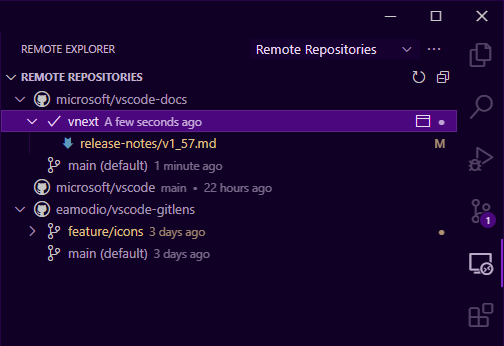 REMOTE EXPLORER Remote Repositories
REMOTE REPOSITORIES
microsoft/vscode-docs
vnext A few seconds ago
release-notes/v1_57.md M
main (default) 1 minute ago
microsoft/vscode main • 22 hours ago
eamodio/vscode-gitlens
1
feature/icons 3 days ago
main (default) 3 days ago